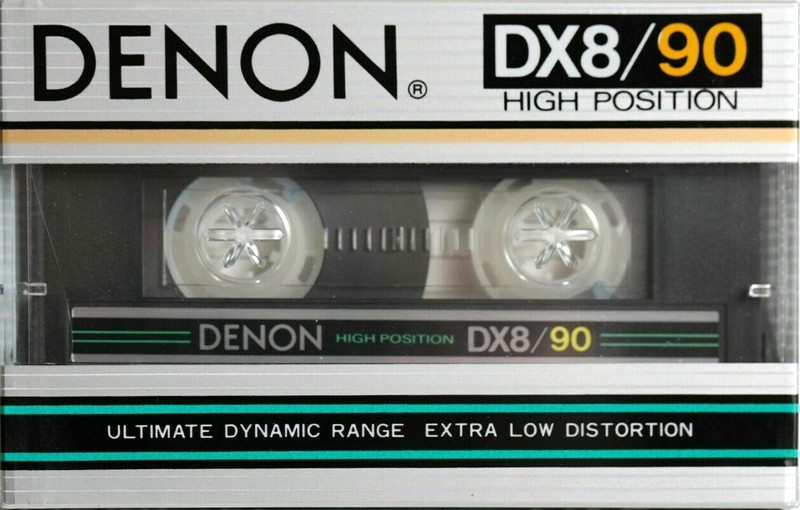 DENON®
DX8/90
HIGH POSITION
DENON HIGH POSITION DX8/90
ULTIMATE DYNAMIC RANGE EXTRA LOW DISTORTION